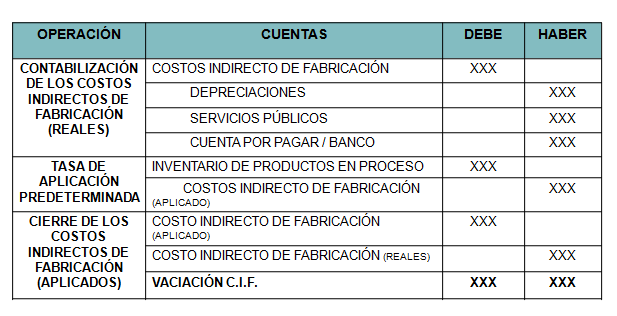 OPERACIÓN CUENTAS DEBE HABER
CONTABILIZACIÓN
DE LOS COSTOS
INDIRECTOS DE
FABRICACIÓN
(REALES)
COSTOS INDIRECTO DE FABRICACIÓN XXX
DEPRECIACIONES XXX
SERVICIOS PÚBLICOS XXX
CUENTA POR PAGAR / BANCO XXX
TASA DE
APLICACIÓN
PREDETERMINADA
INVENTARIO DE PRODUCTOS EN PROCESO XXX
COSTOS INDIRECTO DE FABRICACIÓN XXX
(APLICADO)
CIERRE DE LOS
COSTOS
INDIRECTOS DE
FABRICACIÓN
(APLICADOS)
COSTO INDIRECTO DE FABRICACIÓN XXX
(APLICADO)
COSTO INDIRECTO DE FABRICACIÓN (REALES) XXX
VACIACIÓN C.I.F. XXX XXX